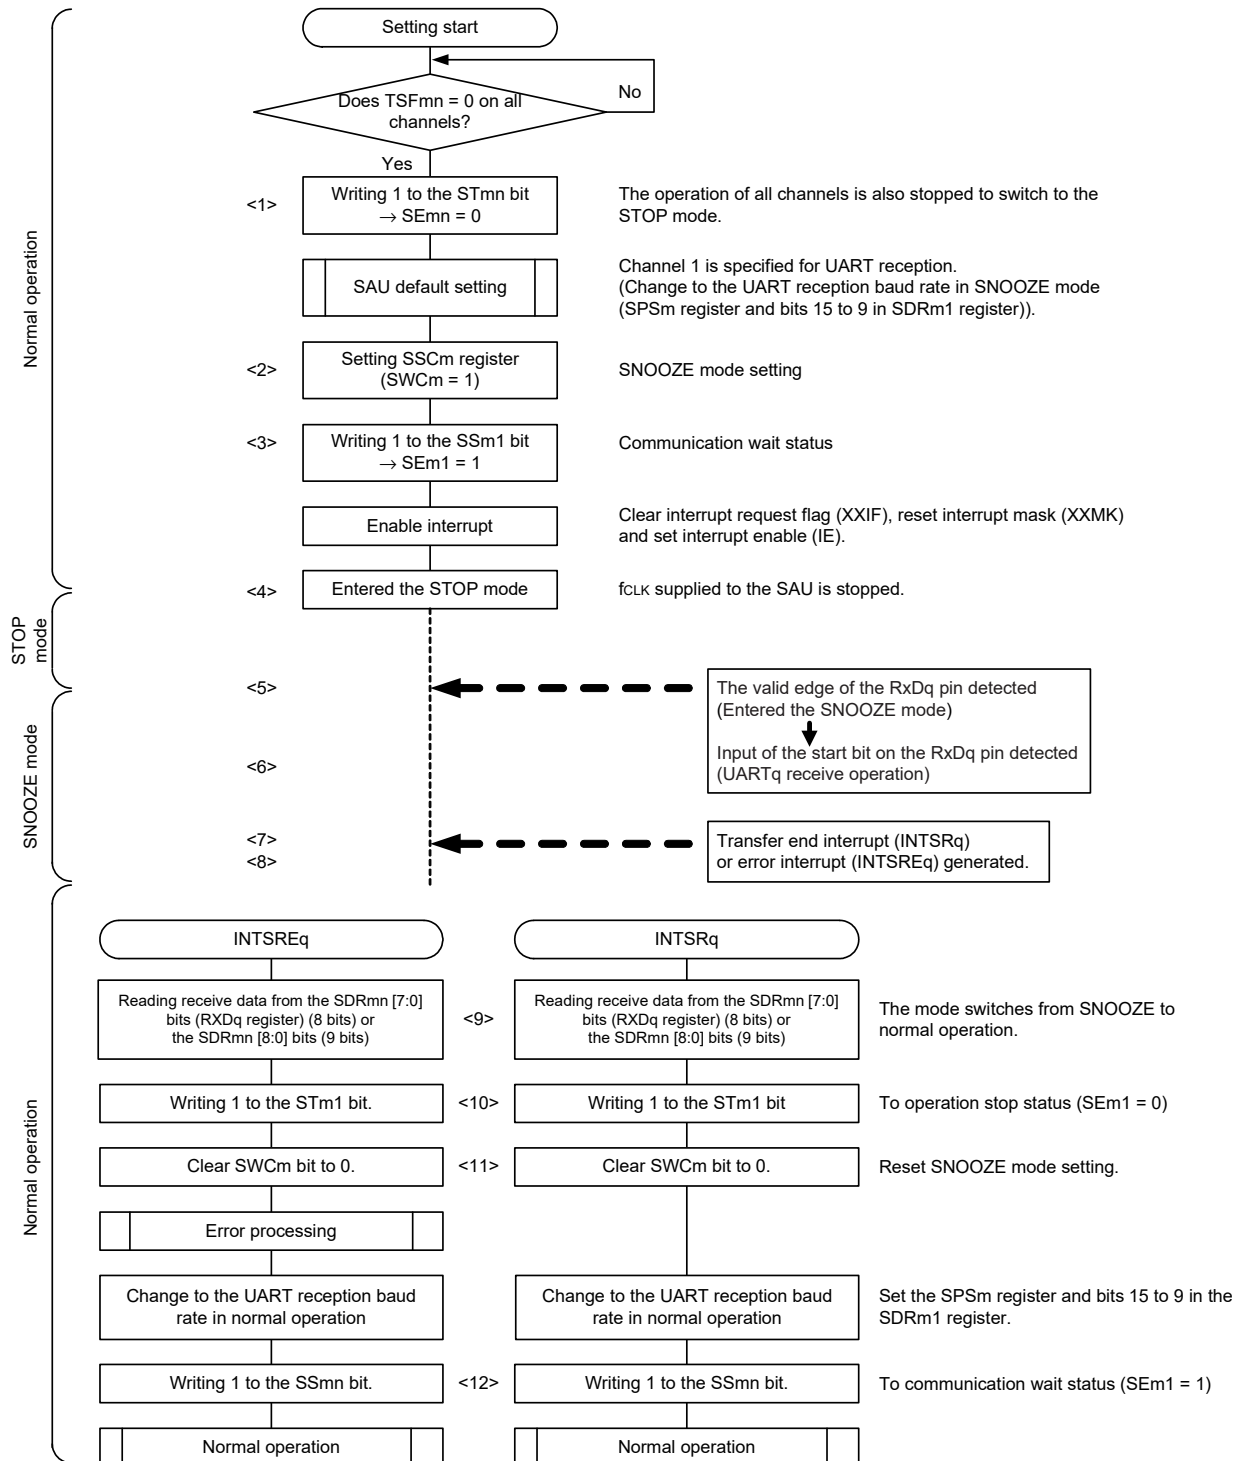 Setting start
No
Does TSFmn = 0 on all
channels?
Yes
<1>
Writing 1 to the STmn bit
→ SEmn = 0
The operation of all channels is also stopped to switch to the
STOP mode.
SAU default setting
Channel 1 is specified for UART reception.
(Change to the UART reception baud rate in SNOOZE mode
(SPSm register and bits 15 to 9 in SDRm1 register)).
Normal operation
<2>
Setting SSCm register
(SWCm = 1)
SNOOZE mode setting
<3>
Writing 1 to the SSm1 bit
→ SEm1 = 1
Communication wait status
Enable interrupt
Clear interrupt request flag (XXIF), reset interrupt mask (XXMK)
and set interrupt enable (IE).
<4>
Entered the STOP mode
fCLK supplied to the SAU is stopped.
STOP
mode
<5>
The valid edge of the RxDq pin detected
(Entered the SNOOZE mode)
Input of the start bit on the RxDq pin detected
(UARTq receive operation)
<6>
SNOOZE mode
<7>
<8>
Transfer end interrupt (INTSRq)
or error interrupt (INTSREq) generated.
INTSREq
INTSRq
Reading receive data from the SDRmn [7:0]
bits (RXDq register) (8 bits) or
the SDRmn [8:0] bits (9 bits)
<9>
Reading receive data from the SDRmn [7:0]
bits (RXDq register) (8 bits) or
the SDRmn [8:0] bits (9 bits)
The mode switches from SNOOZE to
normal operation.
Writing 1 to the STm1 bit.
<10>
Writing 1 to the STm1 bit
To operation stop status (SEm1 = 0)
Normal operation
Clear SWCm bit to 0.
<11>
Clear SWCm bit to 0.
Reset SNOOZE mode setting.
Error processing
Change to the UART reception baud
rate in normal operation
Change to the UART reception baud
rate in normal operation
Set the SPSm register and bits 15 to 9 in the
SDRm1 register.
Writing 1 to the SSmn bit.
<12>
Writing 1 to the SSmn bit.
To communication wait status (SEm1 = 1)
Normal operation
Normal operation